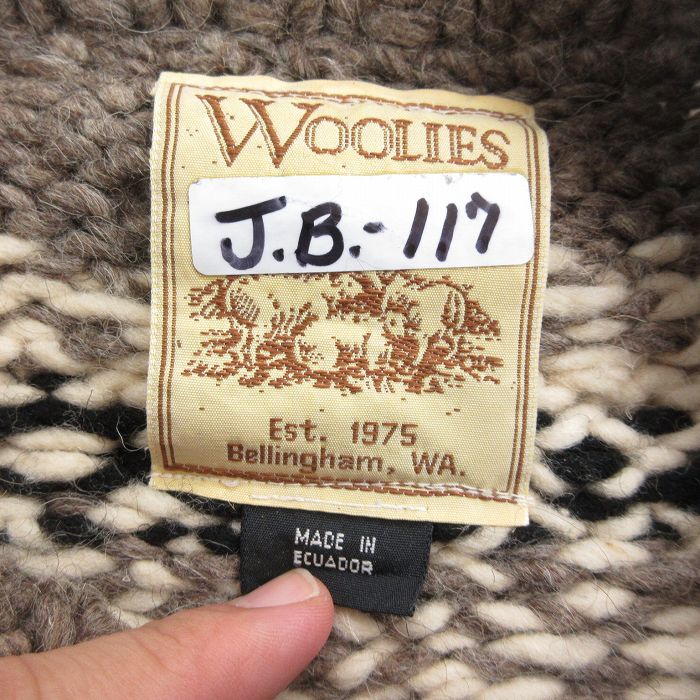 WOOLIES
J.B.-117
Est. 1975
Bellingham, WA.
MADE IN
ECUADOR